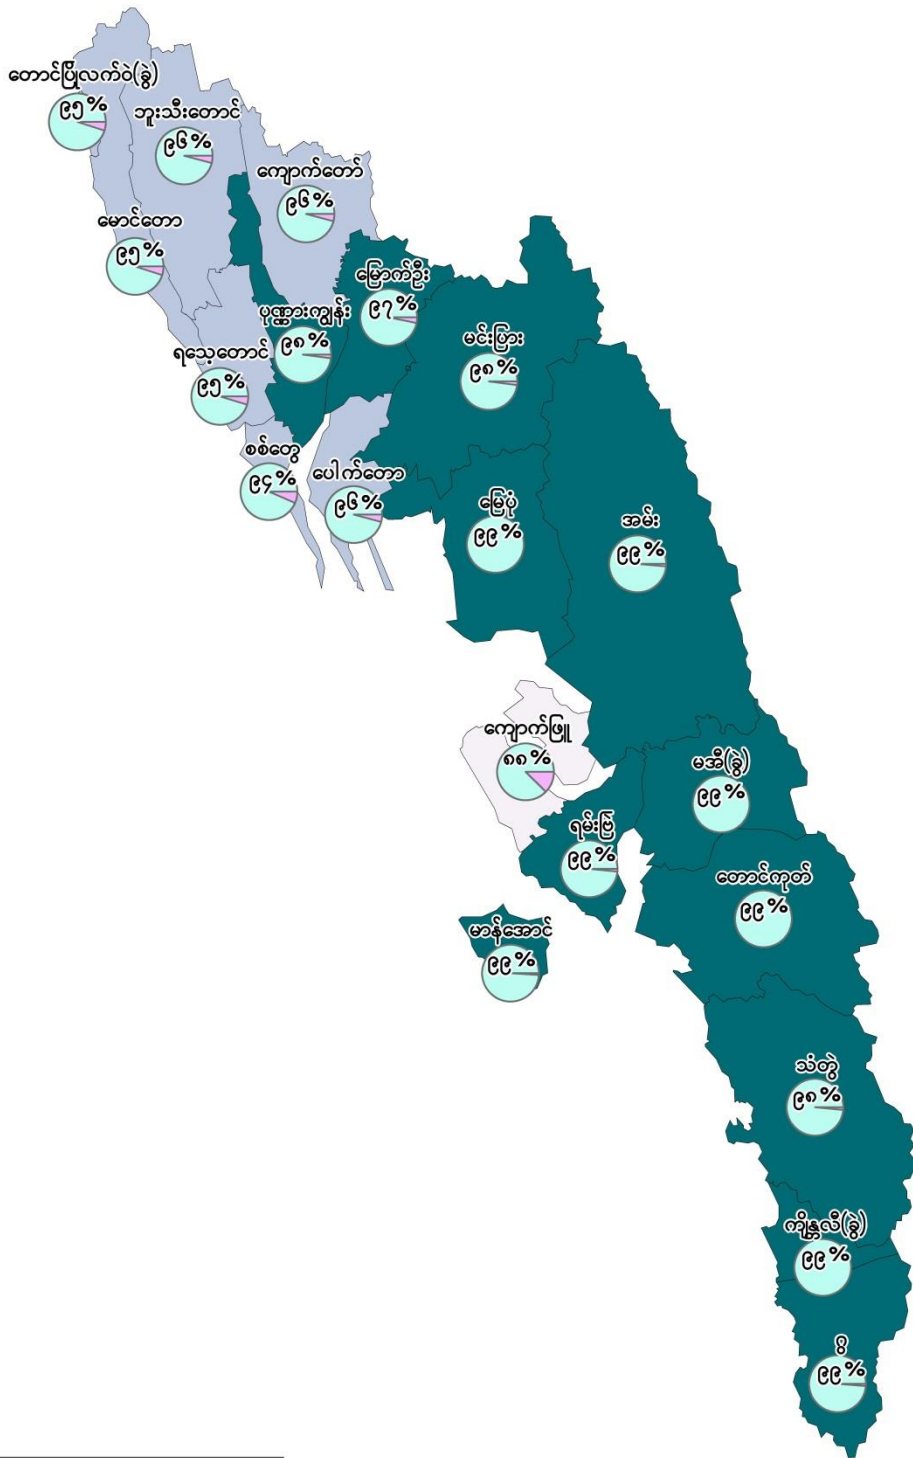 တောင်ပြိုလက်ဝဲ(ခွဲ)
၉၅%
ဘူးသီးတောင်
၉၆%
ကျောက်တော်
၉၆%
မောင်တော
၉၅%
မြောက်ဦး
၉၇%
ပုဏ္ဏားကျွန်း
၉၈%
မင်းပြား
၉၈%
ရသေ့တောင်
၉၅%
စစ်တွေ
၉၄%
ပေါက်တော
၉၆%
မြေပုံ
၉၉%
အမ်း
၉၉%
ကျောက်ဖြူ
၈၈%
မအီ(ခွဲ)
၉၉%
ရမ်းဗြဲ
၉၉%
တောင်ကုတ်
၉၉%
မာန်အောင်
၉၉%
သံတွဲ
၉၈%
ကျိန္တလီ(ခွဲ)
၉၉%
ဂွ
၉၉%